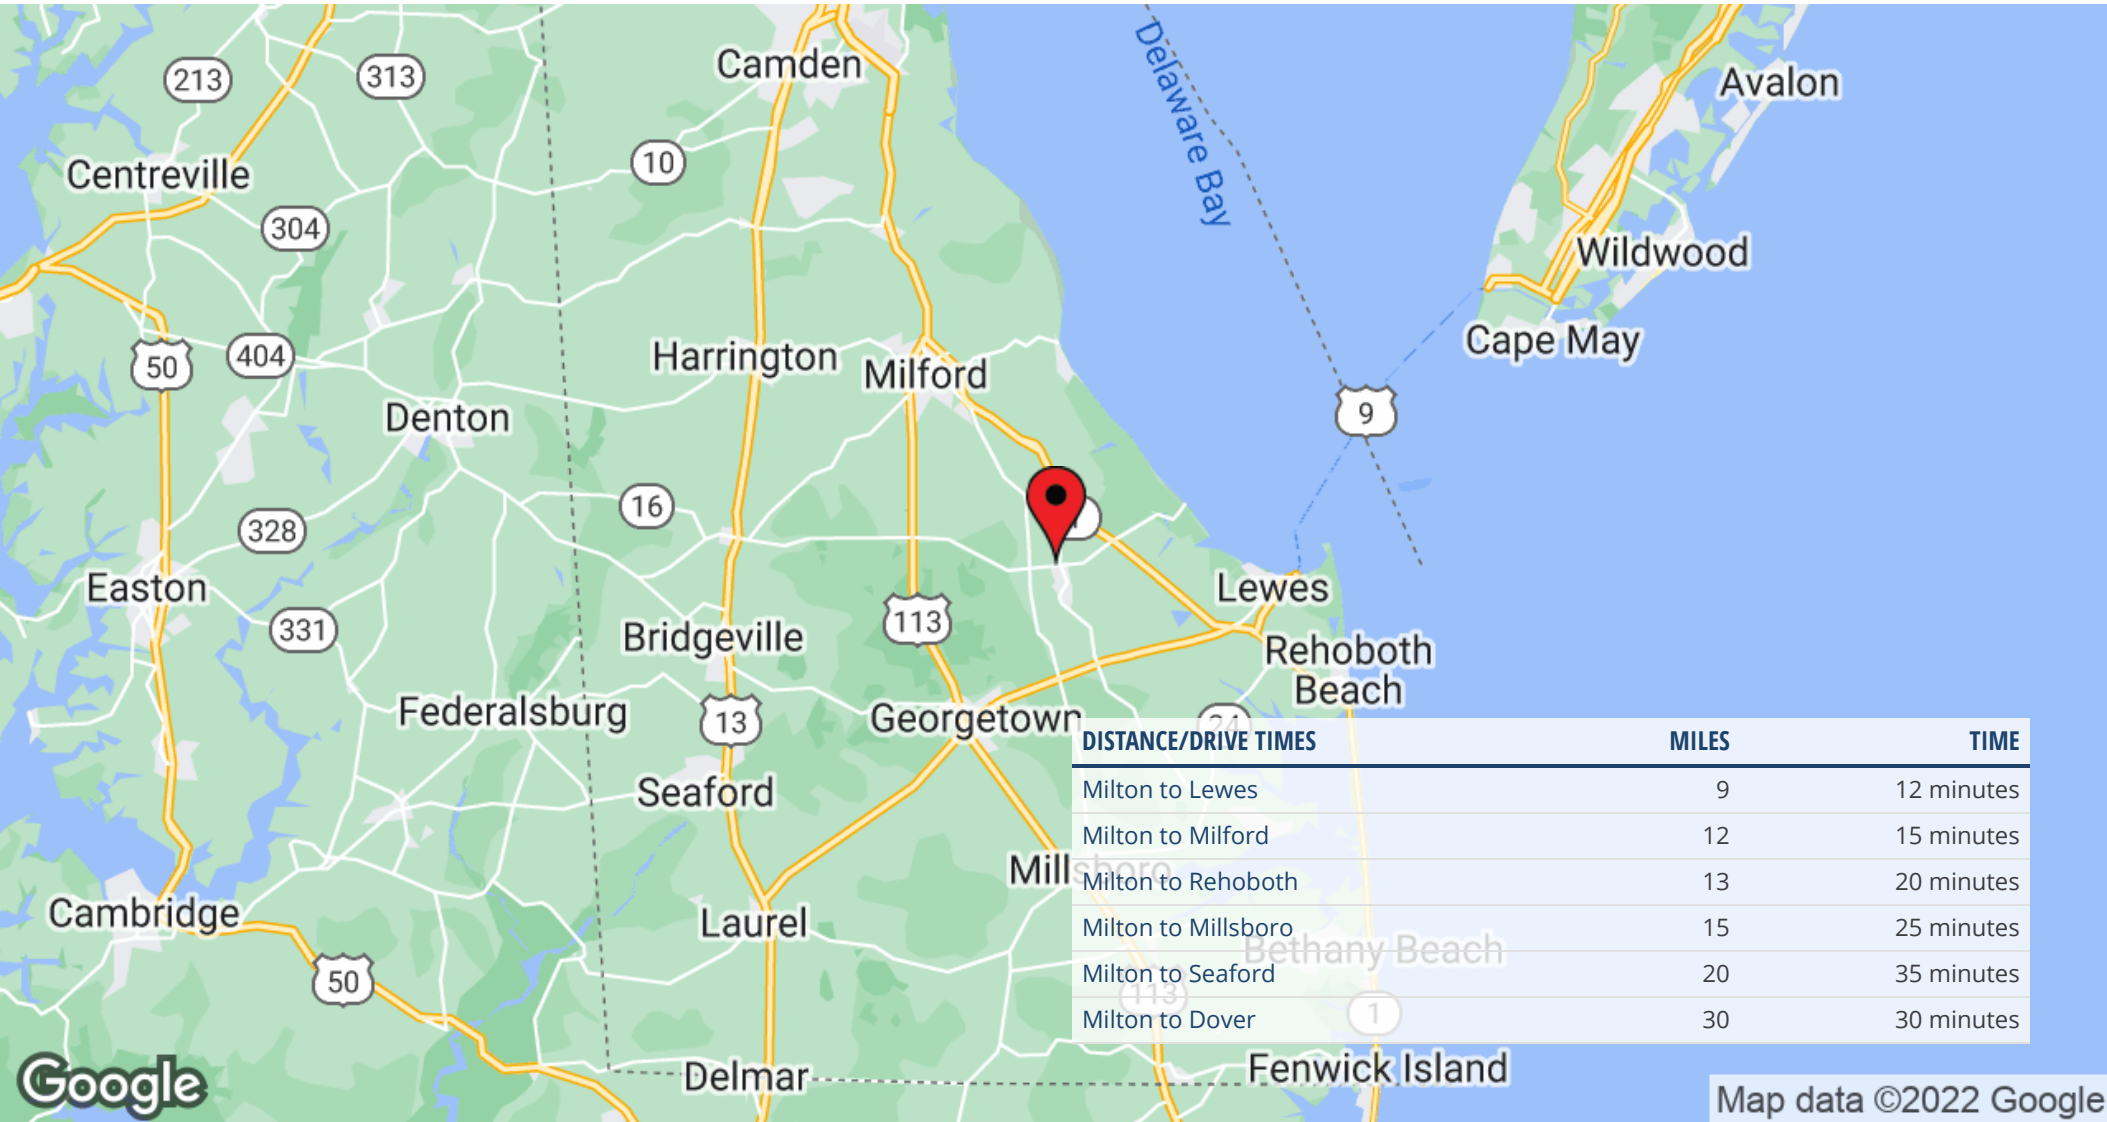 Camden
Avalon
213
313
Delaware Bay
10
Centreville
304
Wildwood
Cape May
50
404
Harrington
Milford
9
Denton
16
328
1
Easton
Lewes
331
113
Bridgeville
Rehoboth
Beach
Federalsburg
13
Georgetown
24
DISTANCE/DRIVE TIMES MILES TIME
Milton to Lewes 9 12 minutes
Milton to Milford 12 15 minutes
Milton to Rehoboth 13 20 minutes
Milton to Millsboro 15 25 minutes
Milton to Seaford 20 35 minutes
Milton to Dover 30 30 minutes
Seaford
Millsboro
Cambridge
Laurel
Bethany Beach
50
113
1
Delmar
Fenwick Island
Google
Map data ©2022 Google